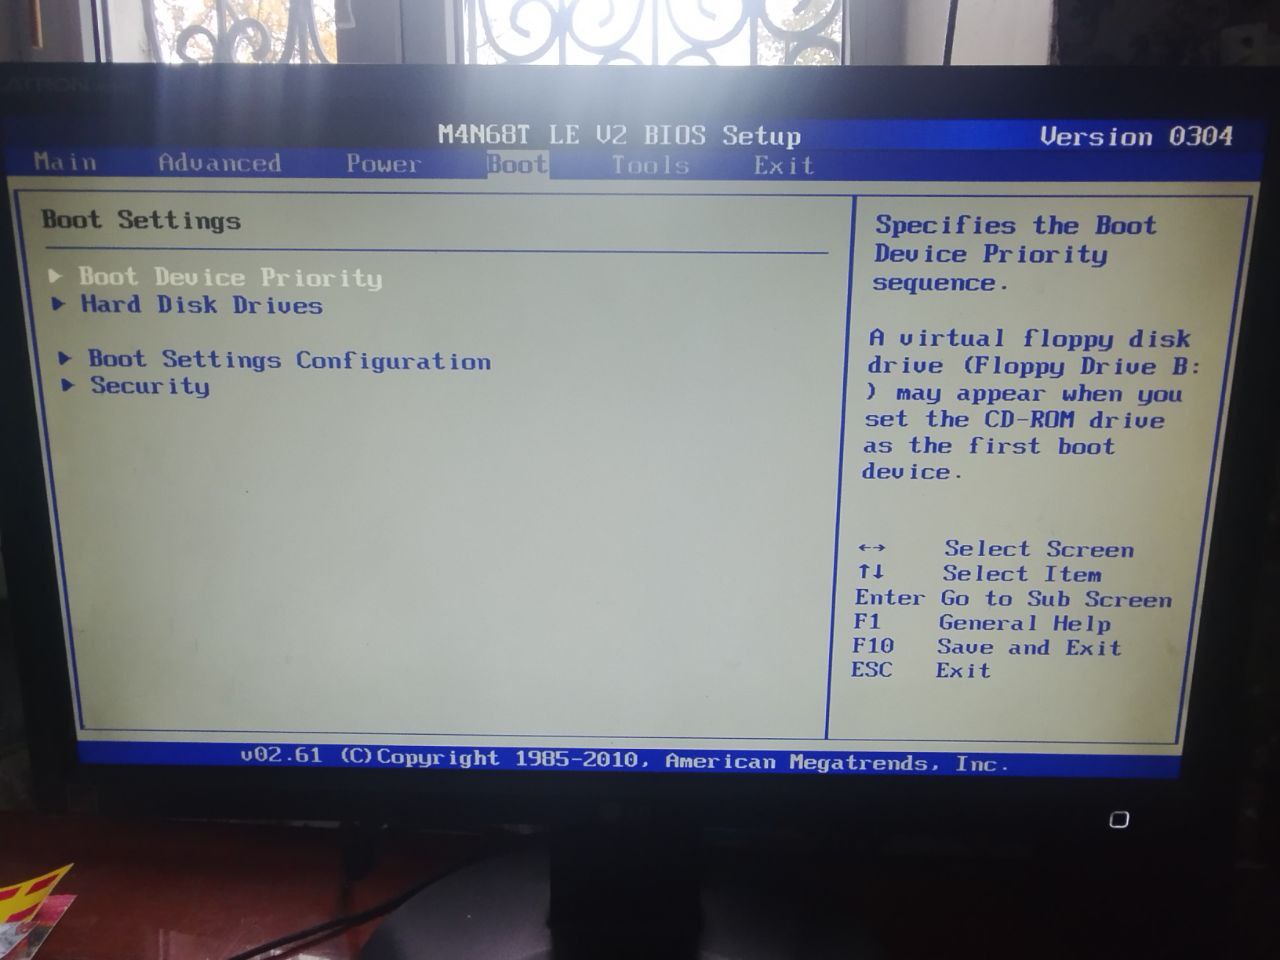 M4N68T LE V2 BIOS Setup Version 0304
Main Advanced Power Boot Tools Exit
Boot Settings
Boot Device Priority
Hard Disk Drives
Boot Settings Configuration
Security
Specifies the Boot
Device Priority
sequence.
A virtual floppy disk
drive (Floppy Drive B:
) may appear when you
set the CD-ROM drive
as the first boot
device.
←→ Select Screen
↑↓ Select Item
Enter Go to Sub Screen
F1 General Help
F10 Save and Exit
ESC Exit
v02.61 (C)Copyright 1985-2010, American Megatrends, Inc.